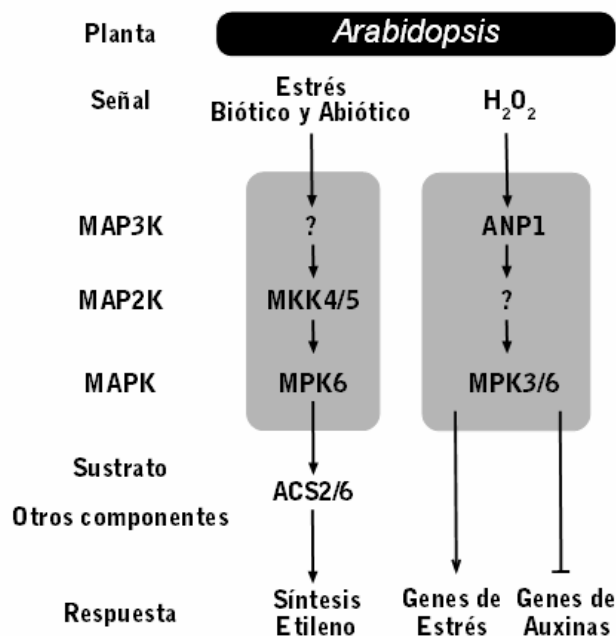 Planta Arabidopsis
Señal Estrés Biótico y Abiótico H₂O₂
MAP3K ? ANP1
MAP2K MKK4/5 ?
MAPK MPK6 MPK3/6
Sustrato
ACS2/6
Otros componentes
Respuesta Síntesis Etileno Genes de Estrés Genes de Auxinas